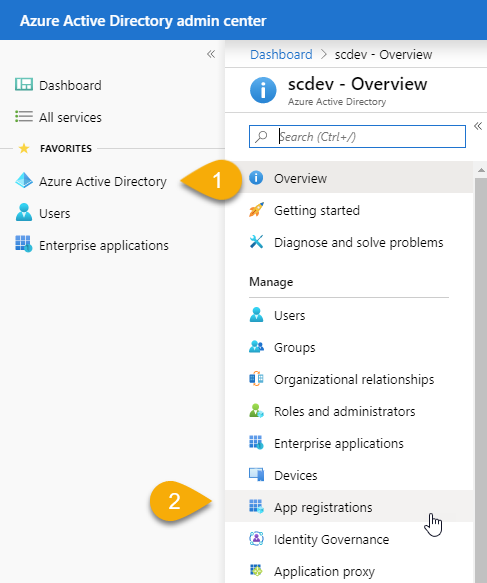 Azure Active Directory admin center
«
Dashboard
All services
FAVORITES
Azure Active Directory
1
Users
Enterprise applications
Dashboard > scdev - Overview
scdev - Overview
Azure Active Directory
Search (Ctrl+/)
«
Overview
Getting started
Diagnose and solve problems
Manage
Users
Groups
Organizational relationships
Roles and administrators
Enterprise applications
Devices
2
App registrations
Identity Governance
Application proxy